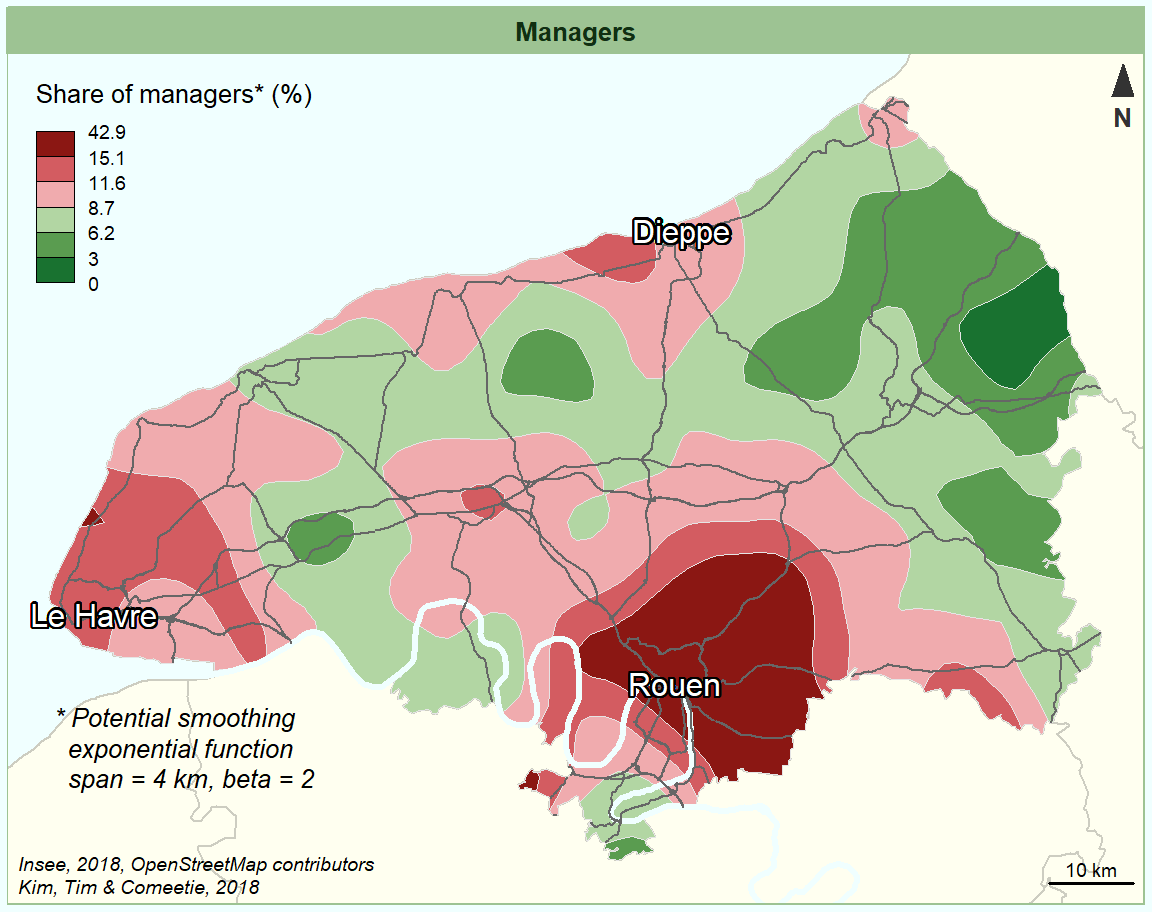 Managers
Share of managers* (%)
42.9
15.1
11.6
8.7
6.2
3
0
N
Dieppe
Le Havre
Rouen
* Potential smoothing
exponential function
span = 4 km, beta = 2
Insee, 2018, OpenStreetMap contributors
Kim, Tim & Comeetie, 2018
10 km